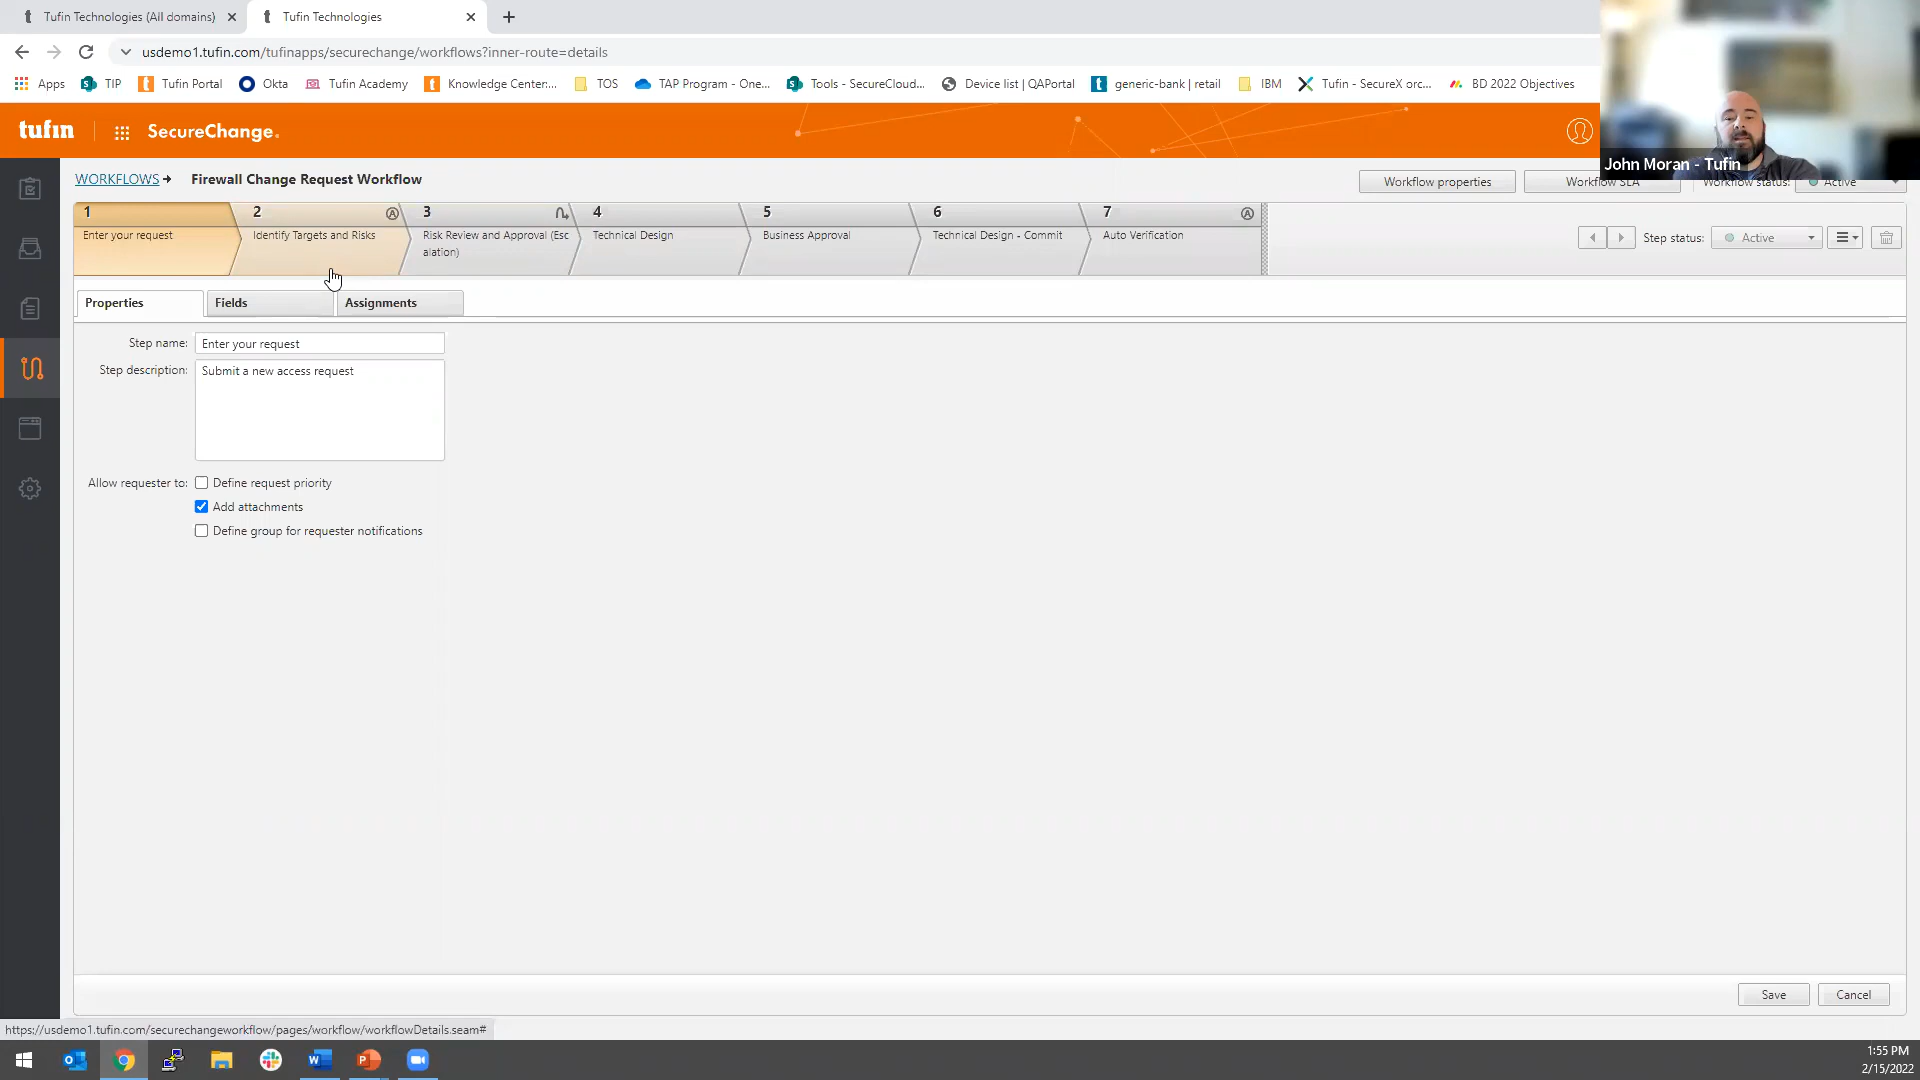 Tufin Technologies (All domains)
Tufin Technologies
usdemo1.tufin.com/tufinapps/securechange/workflows?inner-route=details
Apps
TIP
Tufin Portal
Okta
Tufin Academy
Knowledge Center:...
TOS
TAP Program - One...
Tools - SecureCloud...
Device list | QAPortal
generic-bank | retail
IBM
Tufin - SecureX orc...
BD 2022 Objectives
tufin
SecureChange.
John Moran - Tufin
WORKFLOWS
Firewall Change Request Workflow
Workflow properties
Workflow SLA
Workflow status:
Active
1
Enter your request
2
A
Identify Targets and Risks
3
Risk Review and Approval (Esc
alation)
4
Technical Design
5
Business Approval
6
Technical Design - Commit
7
A
Auto Verification
Step status:
Active
Properties
Fields
Assignments
Step name:
Enter your request
Step description:
Submit a new access request
Allow requester to:
Define request priority
Add attachments
Define group for requester notifications
Save
Cancel
https://usdemo1.tufin.com/securechangeworkflow/pages/workflow/workflowDetails.seam#
1:55 PM
2/15/2022